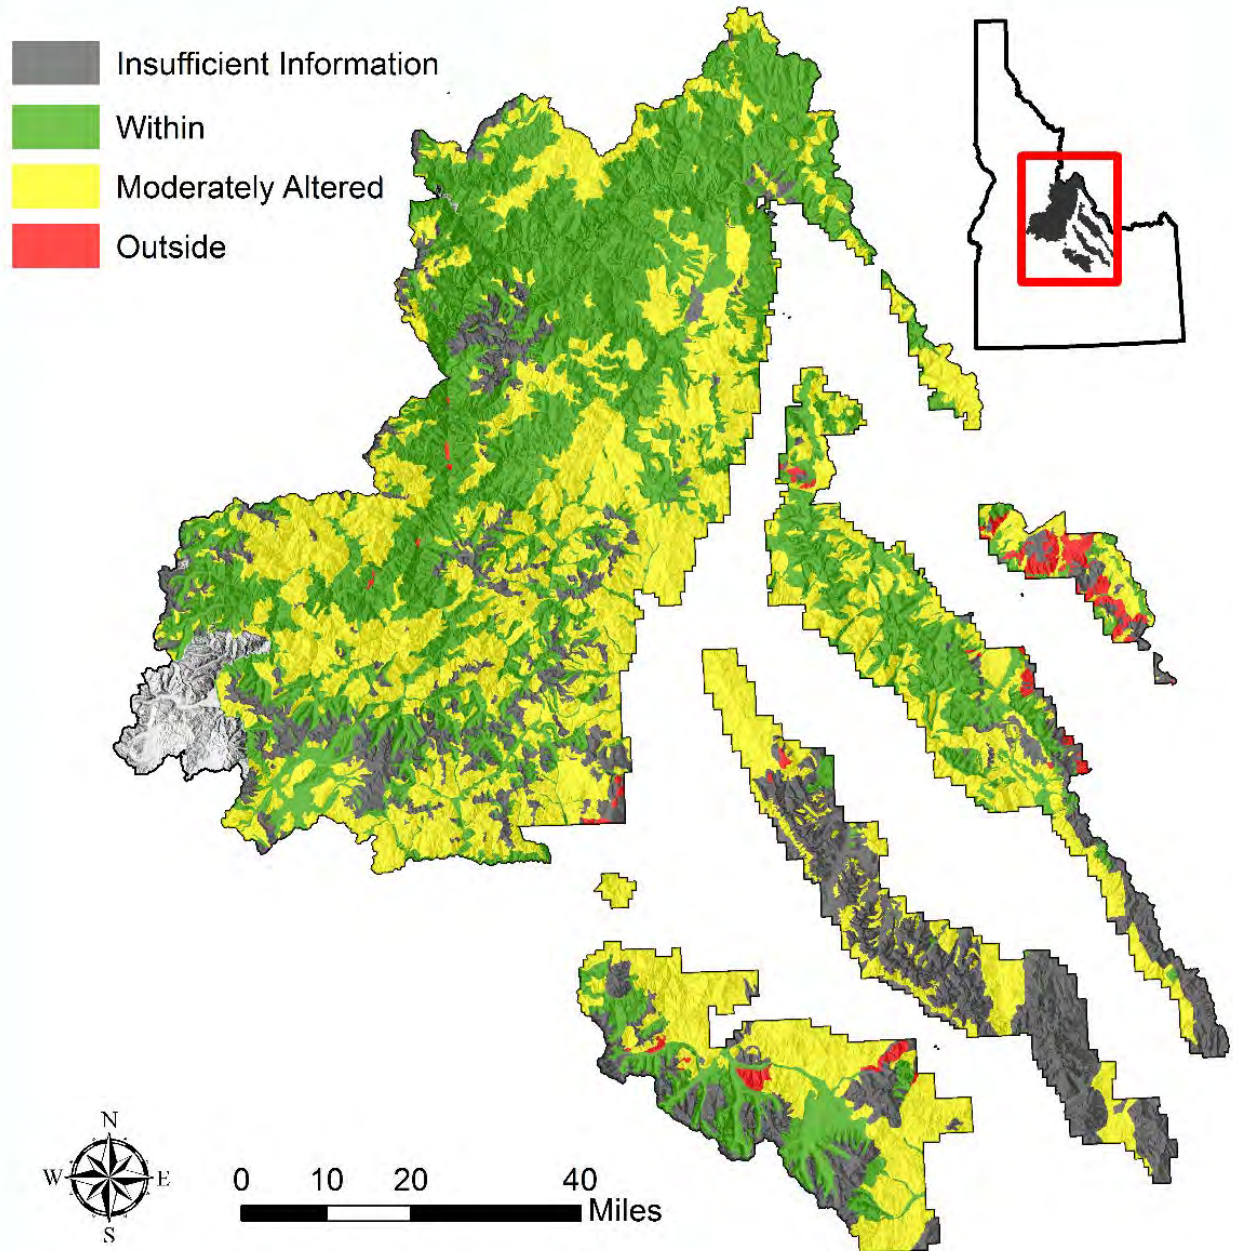 Insufficient Information
Within
Moderately Altered
Outside
N
W E
S
0 10 20 40
Miles